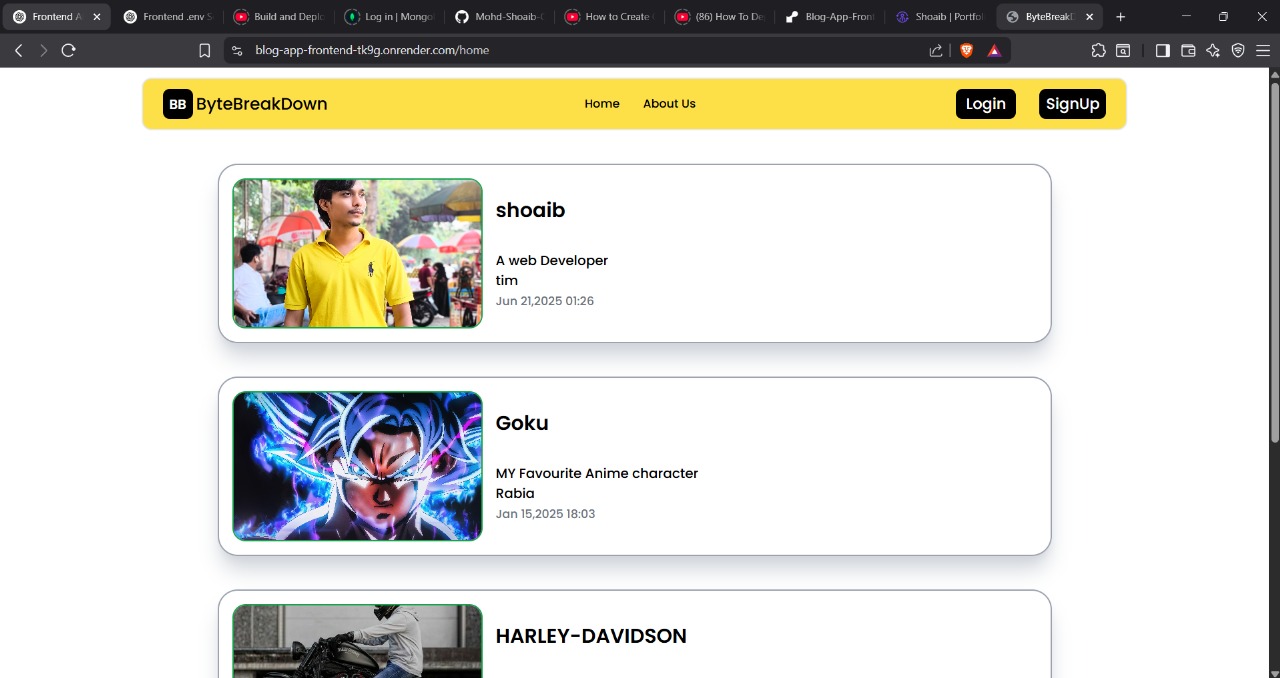 Frontend A
Frontend .env S
Build and Deplo
Log in | Mongo
Mohd-Shoaib-
How to Create
(86) How To De
Blog-App-Front
Shoaib | Portfol
ByteBreakD
blog-app-frontend-tk9g.onrender.com/home
BB ByteBreakDown
Home
About Us
Login
SignUp
shoaib
A web Developer
tim
Jun 21,2025 01:26
Goku
MY Favourite Anime character
Rabia
Jan 15,2025 18:03
HARLEY-DAVIDSON